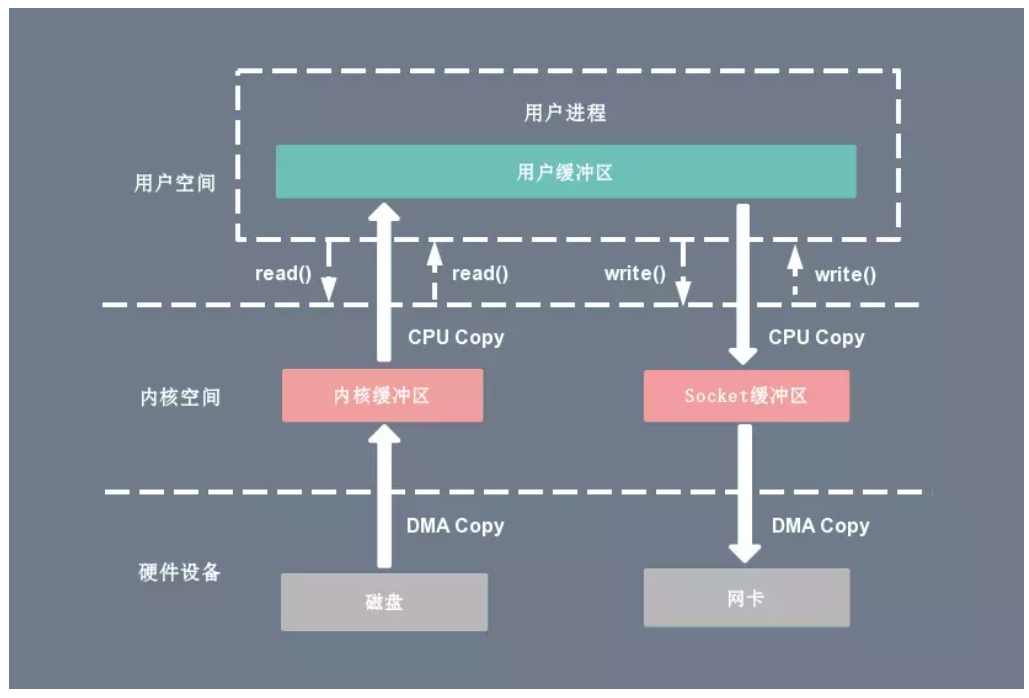 用户进程
用户缓冲区
用户空间
read()
read()
write()
write()
CPU Copy
CPU Copy
内核空间
内核缓冲区
Socket缓冲区
DMA Copy
DMA Copy
硬件设备
磁盘
网卡